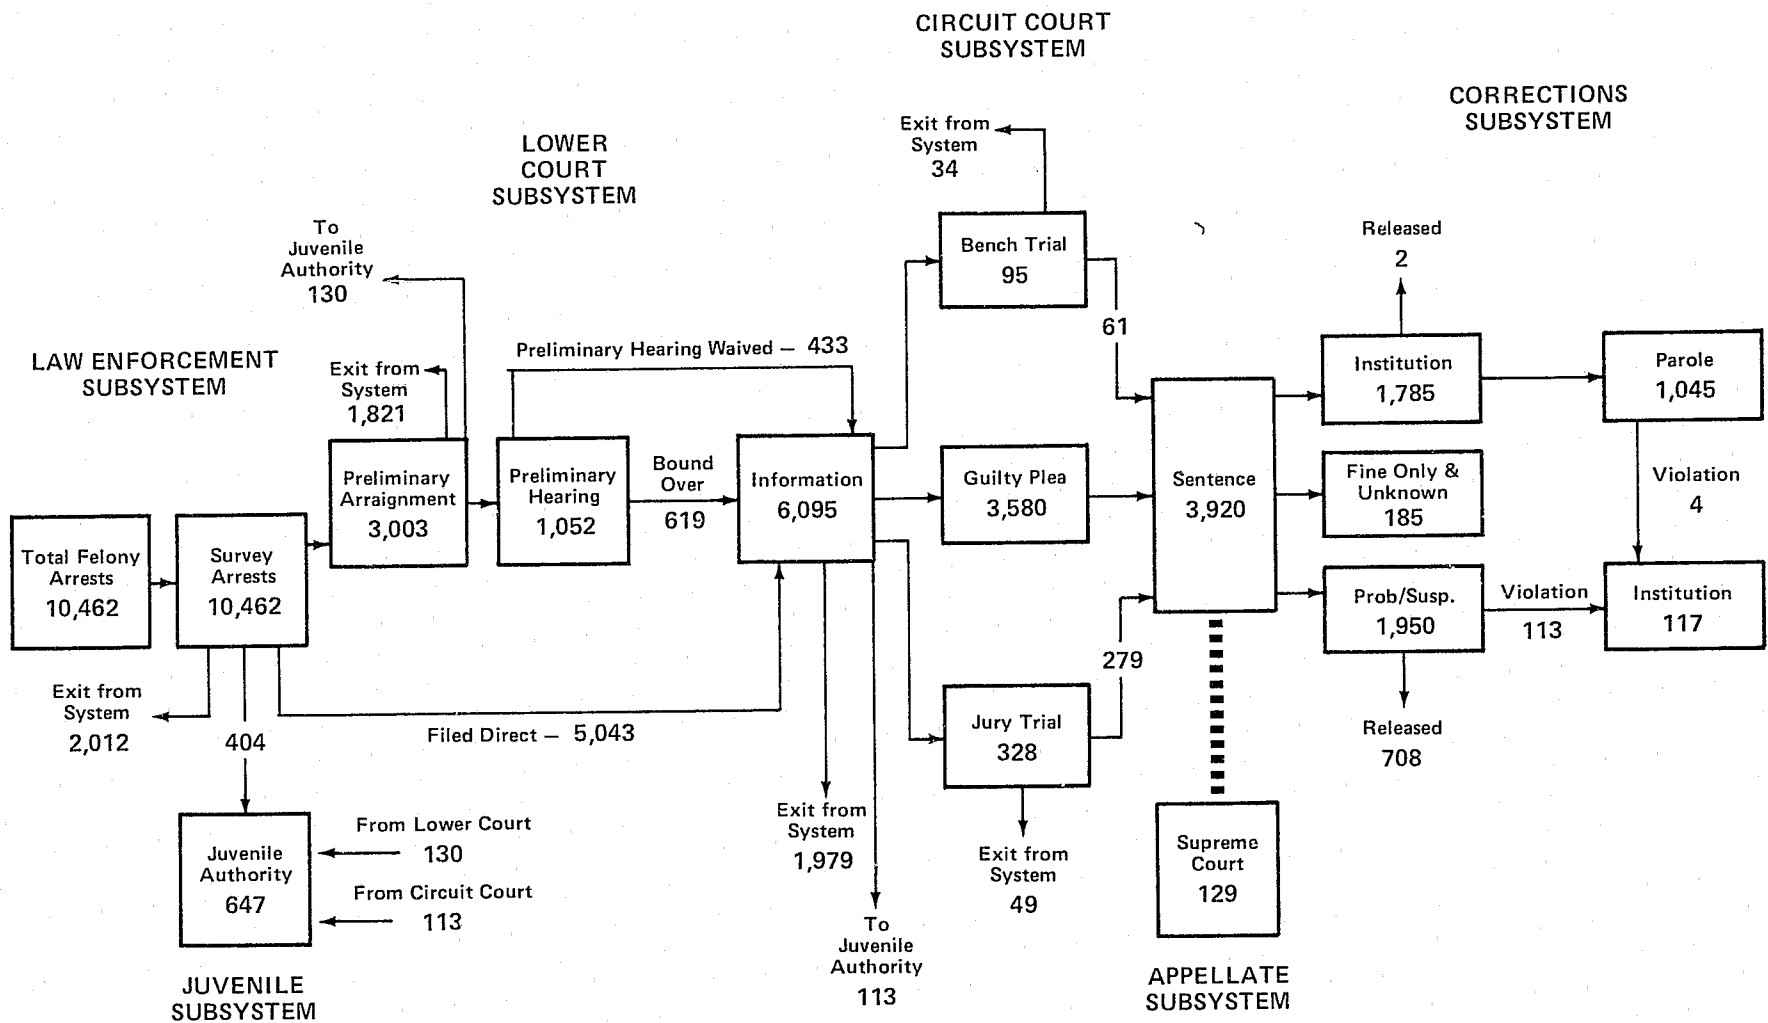 CIRCUIT COURT
SUBSYSTEM
CORRECTIONS
SUBSYSTEM
LOWER
COURT
SUBSYSTEM
LAW ENFORCEMENT
SUBSYSTEM
To
Juvenile
Authority
130
Exit from
System
1,821
Exit from
System
34
Preliminary Hearing Waived — 433
Total Felony
Arrests
10,462
Survey
Arrests
10,462
Preliminary
Arraignment
3,003
Preliminary
Hearing
1,052
Bound
Over
619
Information
6,095
Bench Trial
95
61
Guilty Plea
3,580
Jury Trial
328
279
Sentence
3,920
Released
2
Institution
1,785
Parole
1,045
Fine Only &
Unknown
185
Violation
4
Prob/Susp.
1,950
Violation
113
Institution
117
Released
708
Exit from
System
2,012
404
Filed Direct — 5,043
Juvenile
Authority
647
From Lower Court
130
From Circuit Court
113
Exit from
System
1,979
To
Juvenile
Authority
113
Exit from
System
49
Supreme
Court
129
JUVENILE
SUBSYSTEM
APPELLATE
SUBSYSTEM